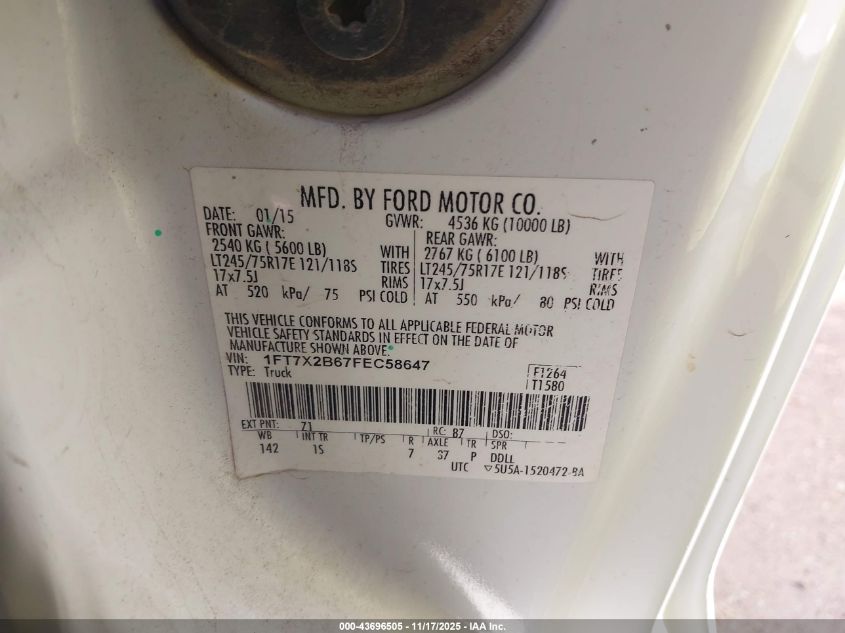 MFD. BY FORD MOTOR CO.
DATE: 01/15 GVWR: 4536 KG (10000 LB)
FRONT GAWR: REAR GAWR:
2540 KG ( 5600 LB) WITH 2767 KG ( 6100 LB) WITH
LT245/75R17E 121/118S TIRES LT245/75R17E 121/118S TIRES
17x7.5J RIMS 17x7.5J RIMS
AT 520 kPa/ 75 PSI COLD AT 550 kPa/ 80 PSI COLD
THIS VEHICLE CONFORMS TO ALL APPLICABLE FEDERAL MOTOR
VEHICLE SAFETY STANDARDS IN EFFECT ON THE DATE OF
MANUFACTURE SHOWN ABOVE.
VIN: 1FT7X2B67FEC58647
TYPE: Truck F1264
T1580
EXT PNT: Z1 RC: B7 DSO:
WB INT TR TP/PS R AXLE TR SPR
142 1S 7 37 P DDLL
UTC ▽5U5A-1520472-BA
000-43696505 - 11/17/2025 - IAA Inc.